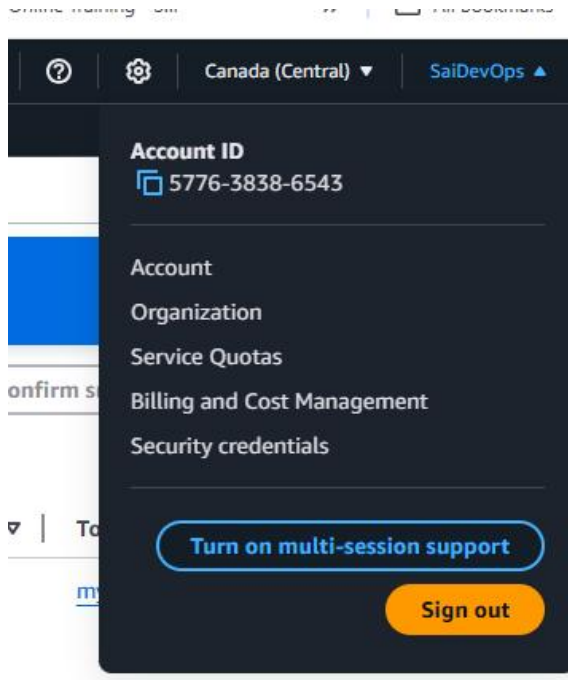 Canada (Central) ▼
SaiDevOps ▲
Account ID
5776-3838-6543
Account
Organization
Service Quotas
onfirm s
Billing and Cost Management
Security credentials
Turn on multi-session support
To
my
Sign out